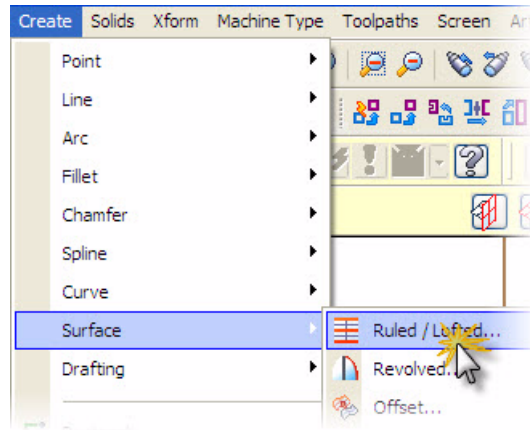 Create Solids Xform Machine Type Toolpaths Screen
Point
Line
Arc
Fillet
Chamfer
Spline
Curve
Surface
Ruled / Lofted...
Drafting
Revolved...
Offset...